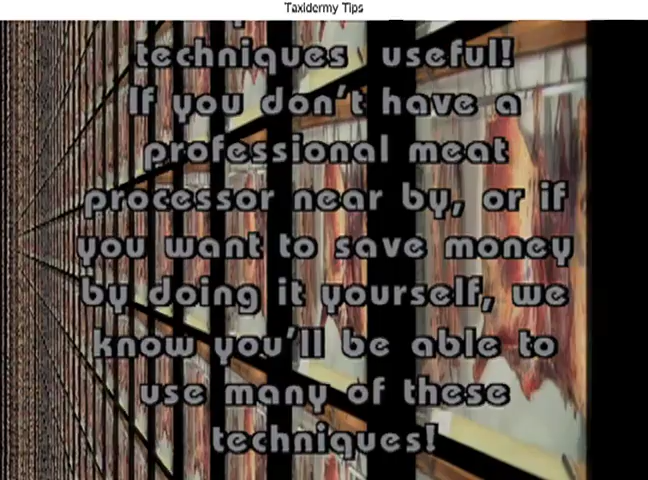 Taxidermy Tips
techniques useful!
If you don't have a
professional meat
processor near by, or if
you want to save money
by doing it yourself, we
know you'll be able to
use many of these
techniques!